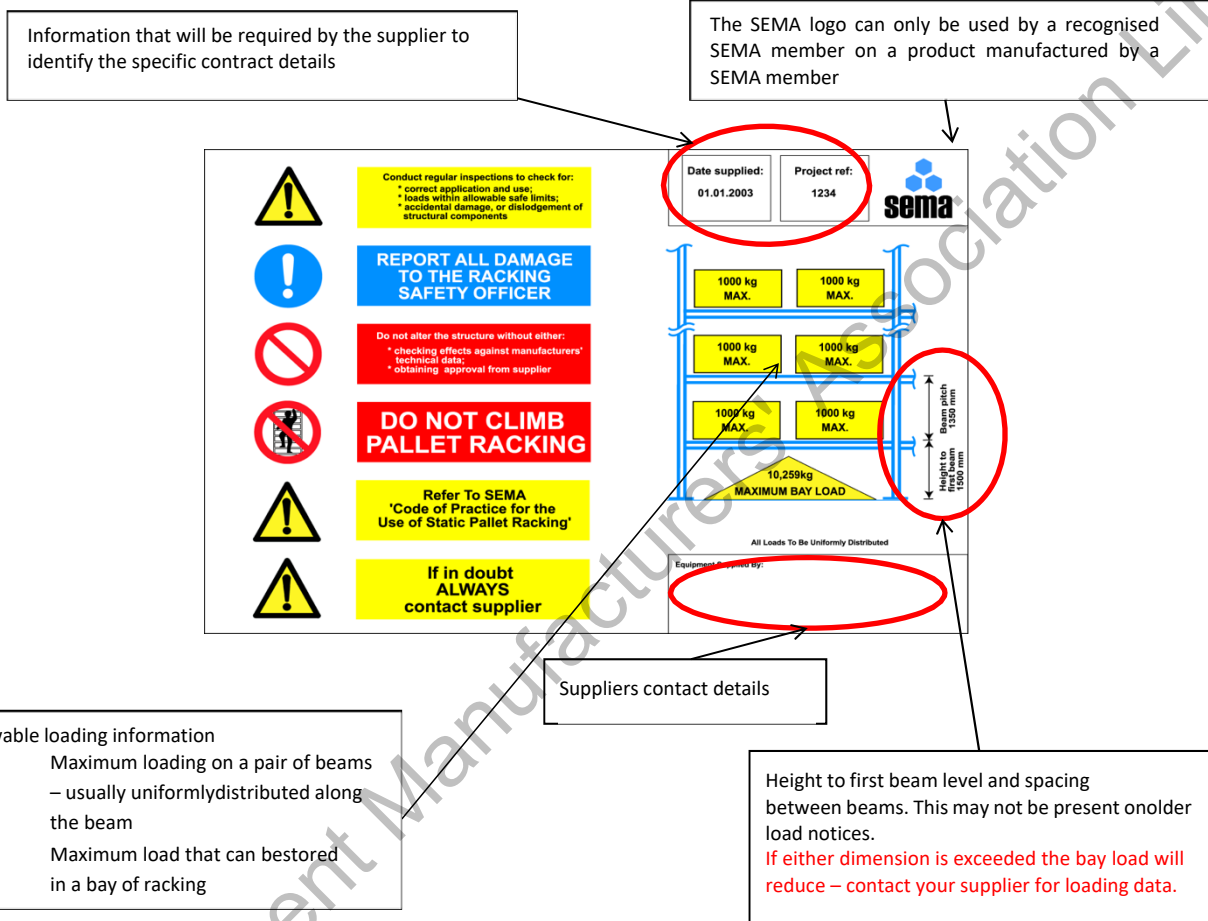 Information that will be required by the supplier to
identify the specific contract details
The SEMA logo can only be used by a recognised
SEMA member on a product manufactured by a
SEMA member
Conduct regular inspections to check for:
* correct application and use;
* loads within allowable safe limits;
* accidental damage, or dislodgement of
structural components
REPORT ALL DAMAGE
TO THE RACKING
SAFETY OFFICER
Do not alter the structure without either:
* checking effects against manufacturers'
technical data;
* obtaining approval from supplier
DO NOT CLIMB
PALLET RACKING
Refer To SEMA
'Code of Practice for the
Use of Static Pallet Racking'
If in doubt
ALWAYS
contact supplier
Date supplied:
01.01.2003
Project ref:
1234
sema
1000 kg
MAX.
1000 kg
MAX.
1000 kg
MAX.
1000 kg
MAX.
1000 kg
MAX.
1000 kg
MAX.
10,259kg
MAXIMUM BAY LOAD
Beam pitch
1350 mm
Height to
first beam
1500 mm
All Loads To Be Uniformly Distributed
Equipment Supplied By:
Suppliers contact details
vable loading information
Maximum loading on a pair of beams
– usually uniformlydistributed along
the beam
Maximum load that can bestored
in a bay of racking
Height to first beam level and spacing
between beams. This may not be present onolder
load notices.
If either dimension is exceeded the bay load will
reduce – contact your supplier for loading data.
ent Manufacturers' Association Li